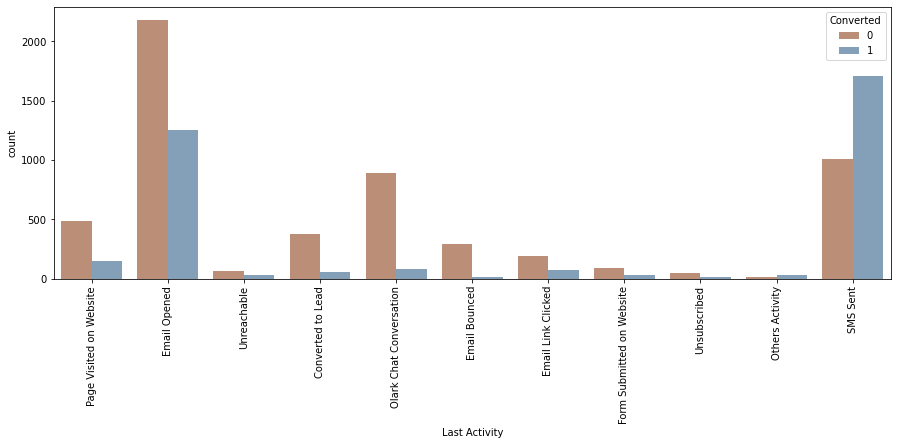 Converted
0
1
count
2000
1500
1000
500
0
Page Visited on Website
Email Opened
Unreachable
Converted to Lead
Olark Chat Conversation
Email Bounced
Email Link Clicked
Form Submitted on Website
Unsubscribed
Others Activity
SMS Sent
Last Activity